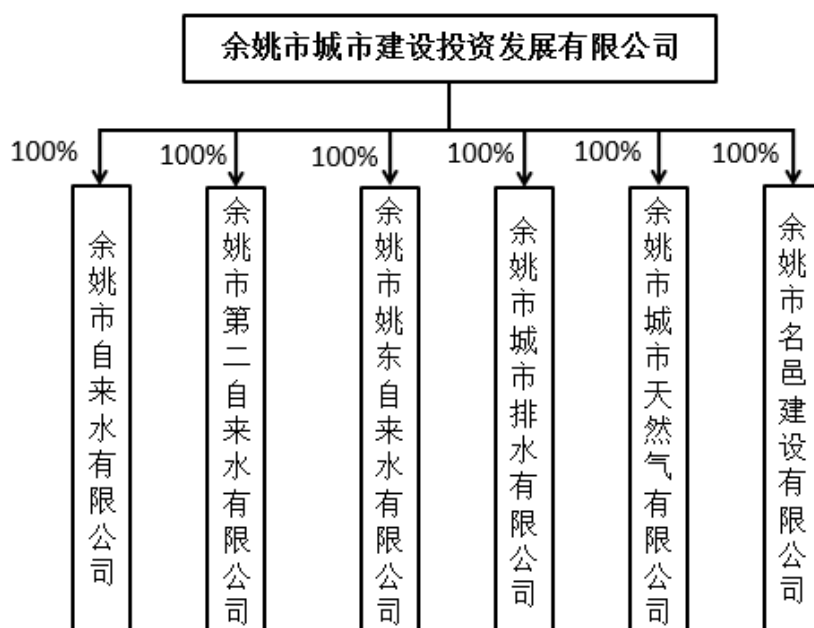 余姚市城市建设投资发展有限公司
100%
100%
100%
100%
100%
100%
余姚市自来水有限公司
余姚市第二自来水有限公司
余姚市姚东自来水有限公司
余姚市城市排水有限公司
余姚市城市天然气有限公司
余姚市名邑建设有限公司